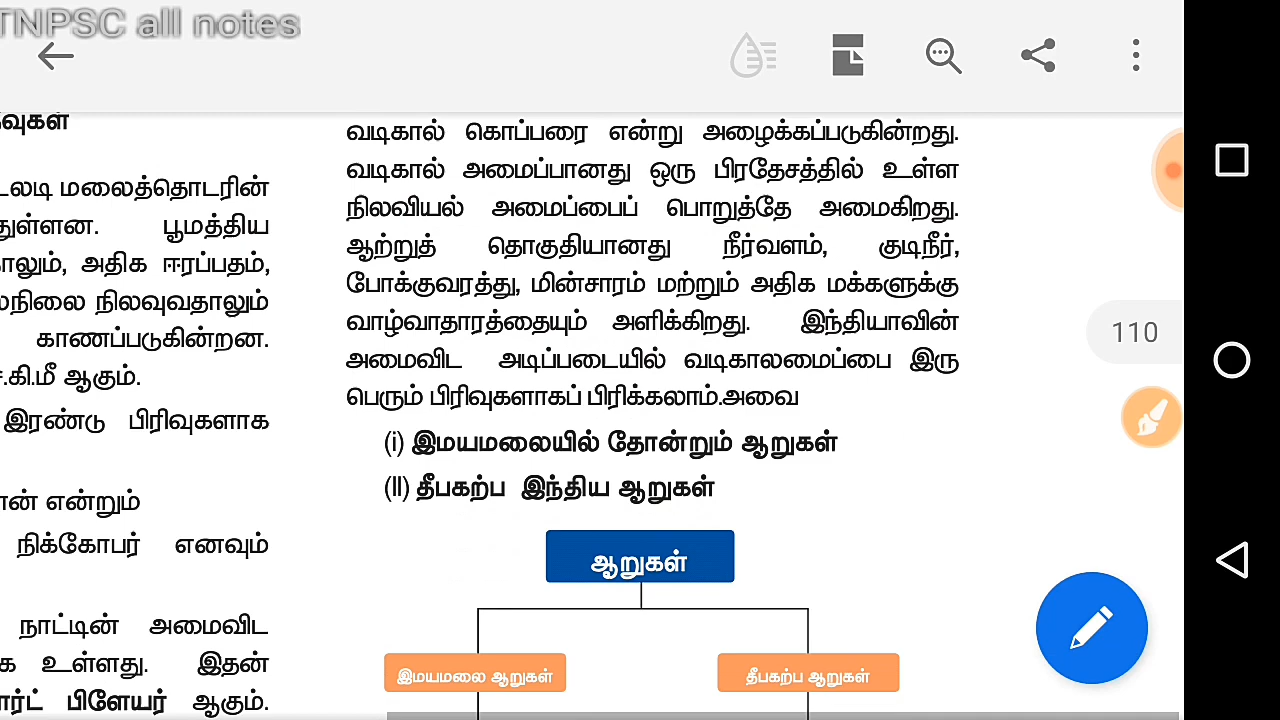 TNPSC all notes
மலைத்தொடரின்
பூமத்திய
அதிக ஈரப்பதம்,
நிலவுவதாலும்
காணப்படுகின்றன.
ச.கி.மீ ஆகும்.
இரண்டு பிரிவுகளாக
என்றும்
நிக்கோபர் எனவும்
நாட்டின் அமைவிட
உள்ளது. இதன்
பிளேயர் ஆகும்.
வடிகால் கொப்பரை என்று அழைக்கப்படுகின்றது.
வடிகால் அமைப்பானது ஒரு பிரதேசத்தில் உள்ள
நிலவியல் அமைப்பைப் பொறுத்தே அமைகிறது.
ஆற்றுத் தொகுதியானது நீர்வளம், குடிநீர்,
போக்குவரத்து, மின்சாரம் மற்றும் அதிக மக்களுக்கு
வாழ்வாதாரத்தையும் அளிக்கிறது. இந்தியாவின்
அமைவிட அடிப்படையில் வடிகாலமைப்பை இரு
பெரும் பிரிவுகளாகப் பிரிக்கலாம்.அவை
(i) இமயமலையில் தோன்றும் ஆறுகள்
(II) தீபகற்ப இந்திய ஆறுகள்
ஆறுகள்
இமயமலை ஆறுகள்
தீபகற்ப ஆறுகள்
110